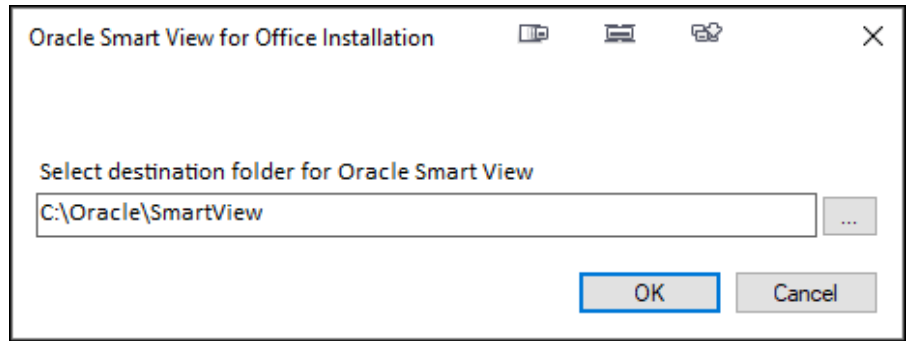 Oracle Smart View for Office Installation
Select destination folder for Oracle Smart View
C:\Oracle\SmartView
...
OK
Cancel